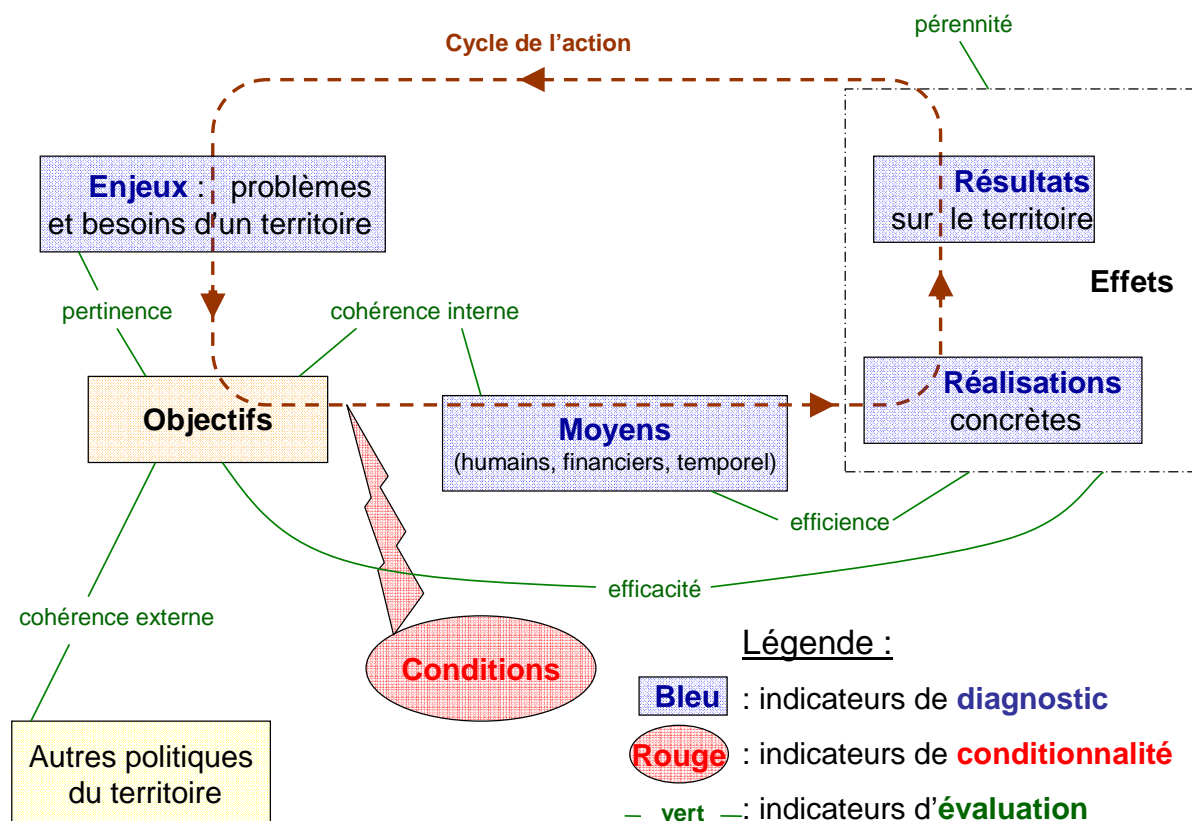 pérennité
Cycle de l’action
Enjeux : problèmes
et besoins d’un territoire
Résultats
sur le territoire
Effets
pertinence
cohérence interne
Objectifs
Moyens
(humains, financiers, temporel)
Réalisations
concrètes
efficience
efficacité
cohérence externe
Conditions
Autres politiques
du territoire
Légende :
Bleu : indicateurs de diagnostic
Rouge : indicateurs de conditionnalité
vert : indicateurs d’évaluation